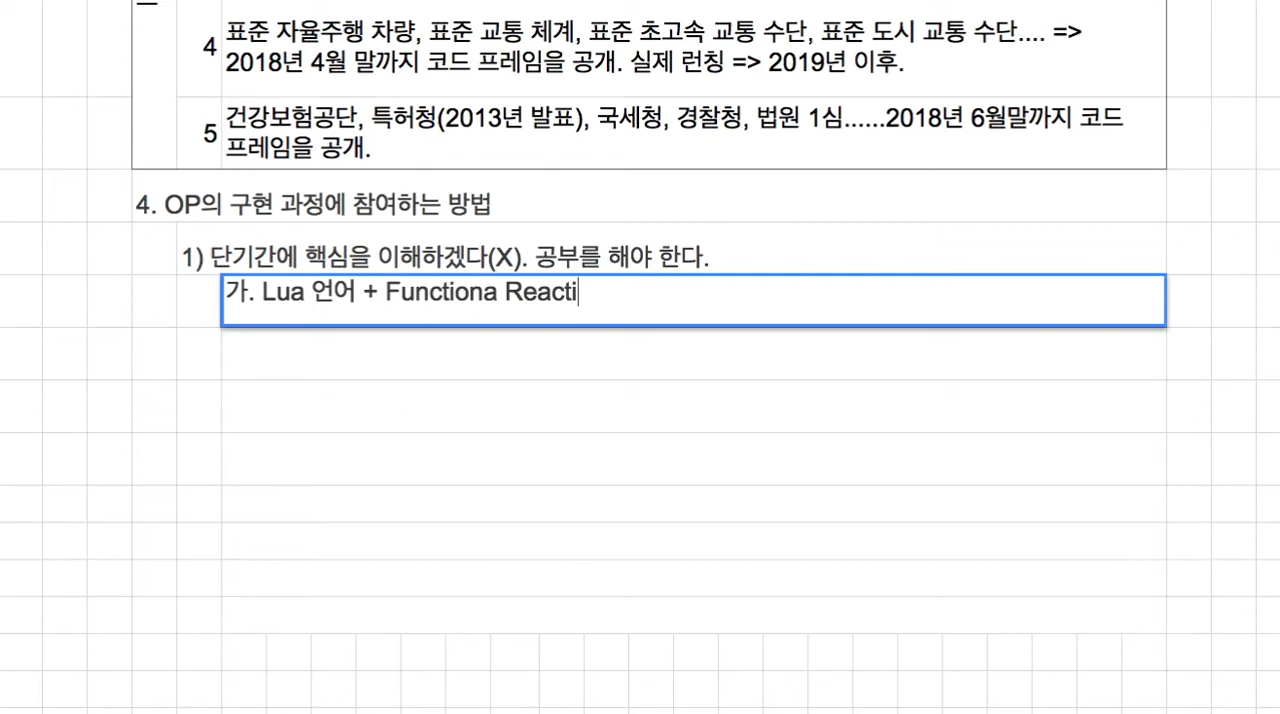 4 표준 자율주행 차량, 표준 교통 체계, 표준 초고속 교통 수단, 표준 도시 교통 수단.... =>
2018년 4월 말까지 코드 프레임을 공개. 실제 런칭 => 2019년 이후.
5 건강보험공단, 특허청(2013년 발표), 국세청, 경찰청, 법원 1심......2018년 6월말까지 코드
프레임을 공개.
4. OP의 구현 과정에 참여하는 방법
1) 단기간에 핵심을 이해하겠다(X). 공부를 해야 한다.
가. Lua 언어 + Functiona Reacti